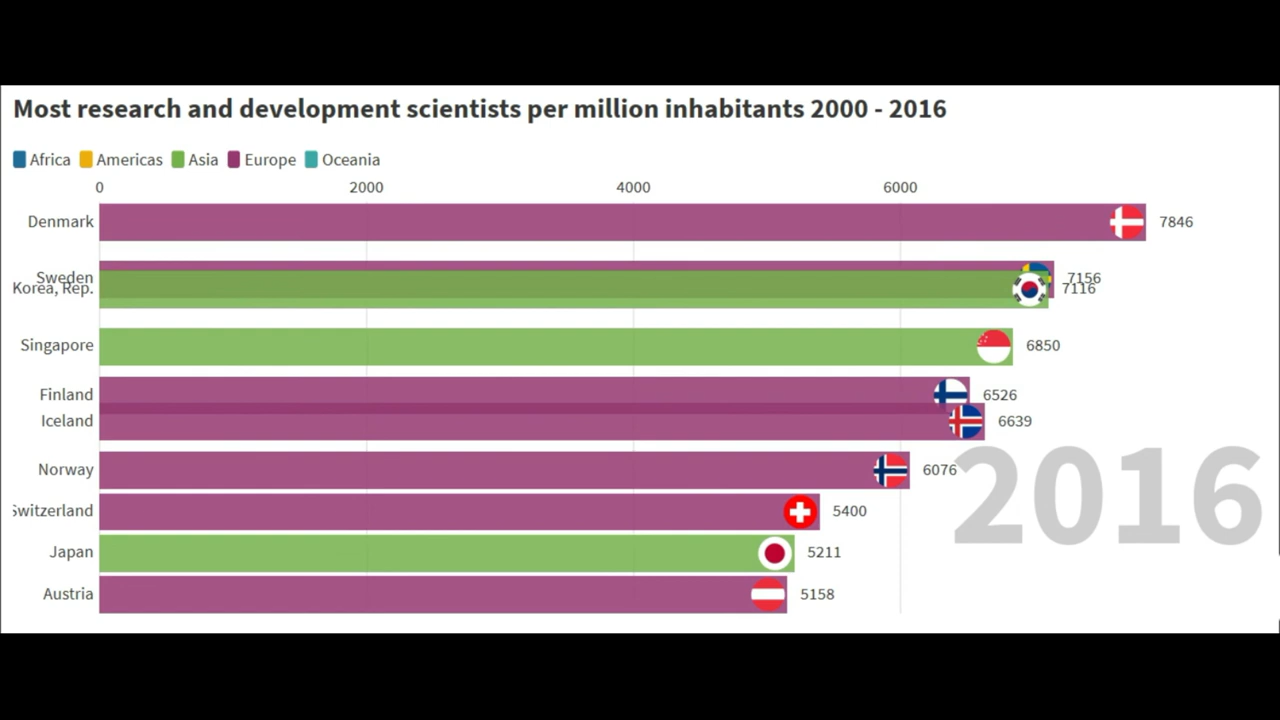 Most research and development scientists per million inhabitants 2000 - 2016
Africa Americas Asia Europe Oceania
0 2000 4000 6000
Denmark 7846
Sweden 7156
Korea, Rep. 7116
Singapore 6850
Finland 6526
Iceland 6639
Norway 6076
2016
witzerland 5400
Japan 5211
Austria 5158